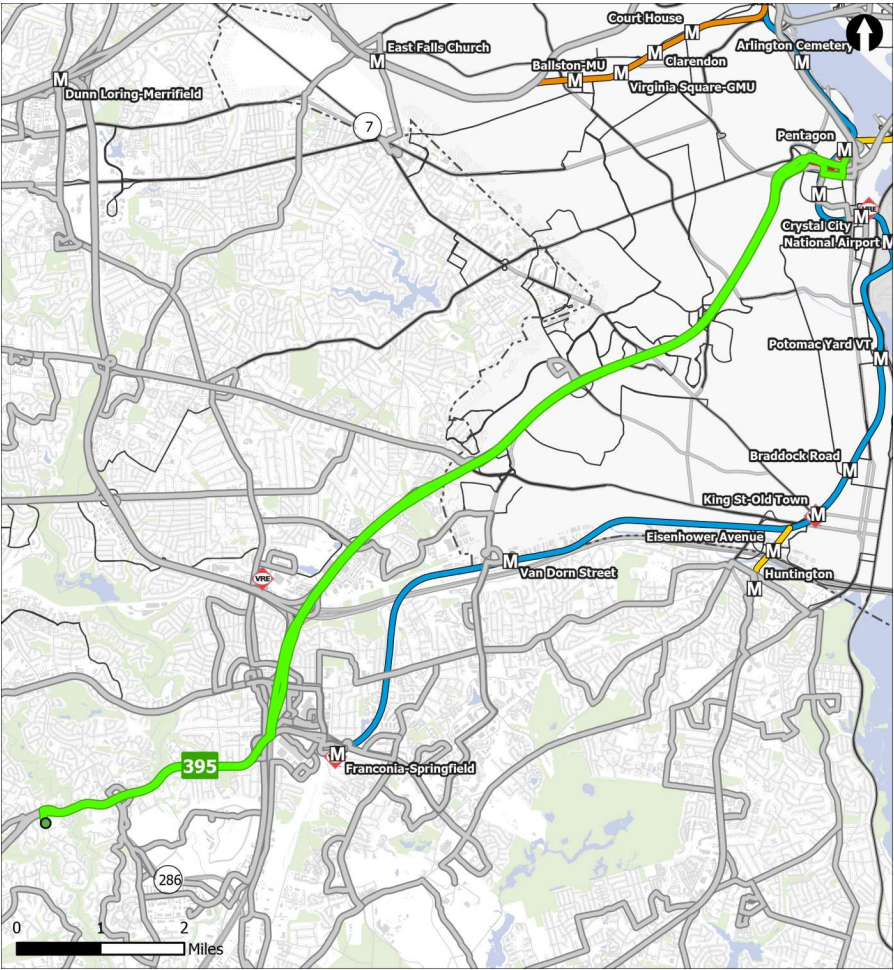 Court House
M
East Falls Church
M
Arlington Cemetery
M
M
Clarendon
M
Ballston-MU
M
M
Virginia Square-GMU
M
Dunn Loring-Merrifield
7
Pentagon
M
M
VRE
Crystal City
M
National Airport
M
Potomac Yard VT
M
Braddock Road
M
King St-Old Town
M
Eisenhower Avenue
M
M
Van Dorn Street
Huntington
M
VRE
M
Franconia-Springfield
395
286
0 1 2
Miles